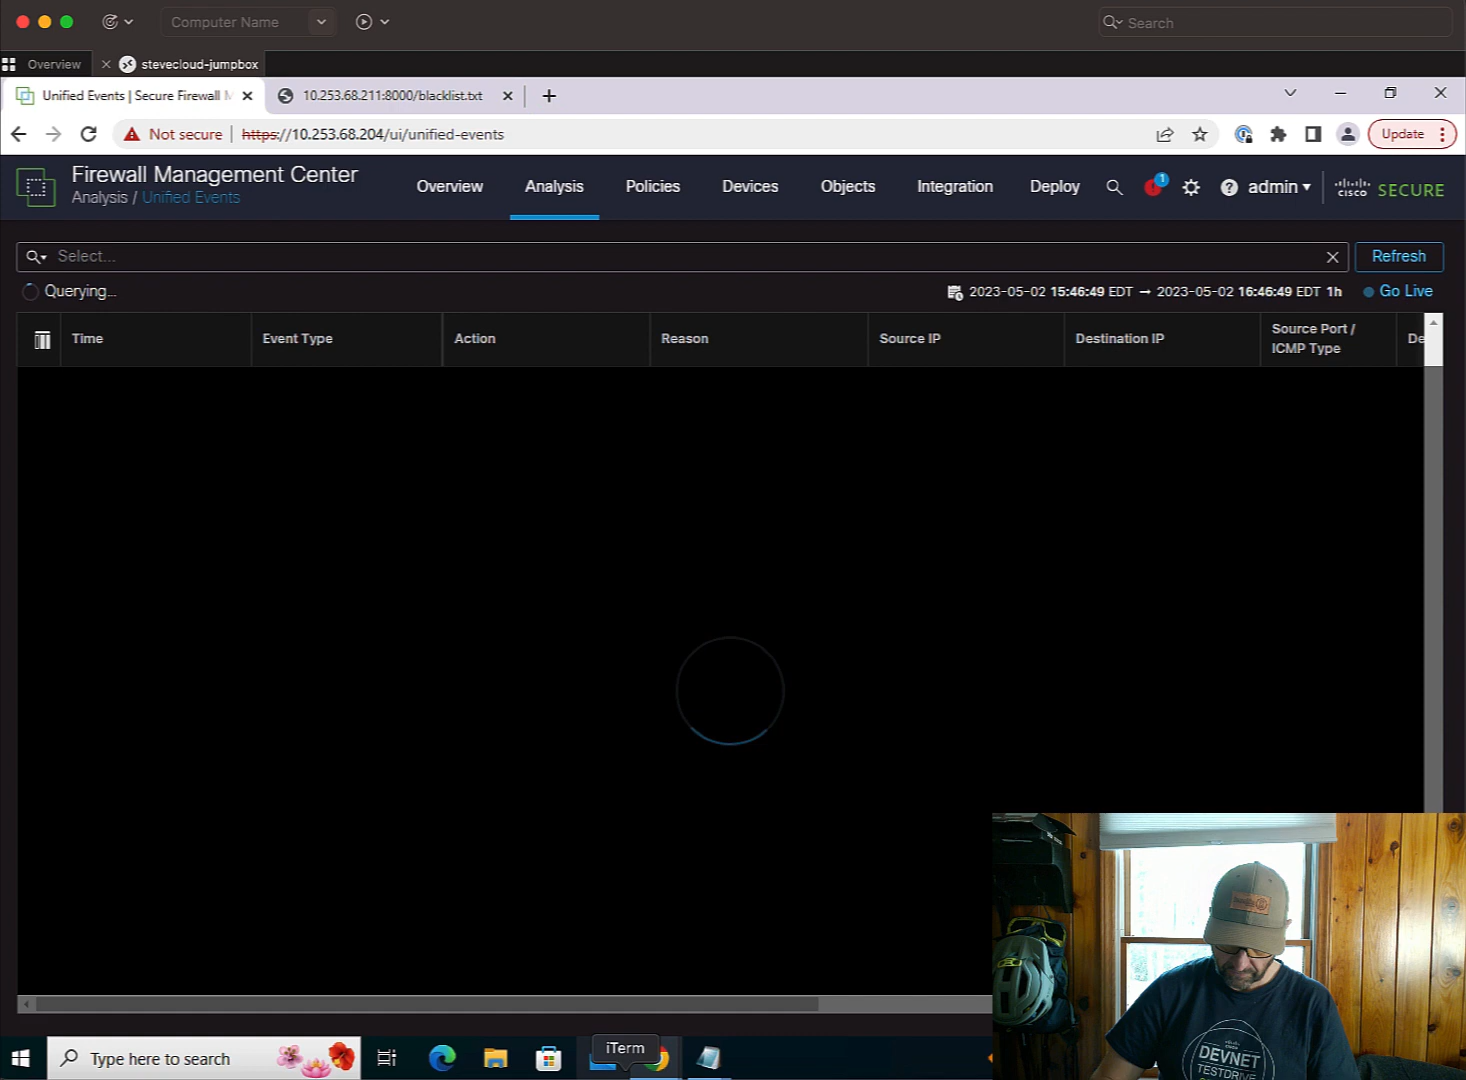 Computer Name
Search
Overview
stevecloud-jumpbox
Unified Events | Secure Firewall M
10.253.68.211:8000/blacklist.txt
Not secure
https://10.253.68.204/ui/unified-events
Update
Firewall Management Center
Analysis / Unified Events
Overview
Analysis
Policies
Devices
Objects
Integration
Deploy
1
admin
cisco SECURE
Select...
Refresh
Querying...
2023-05-02 15:46:49 EDT → 2023-05-02 16:46:49 EDT 1h
Go Live
Time
Event Type
Action
Reason
Source IP
Destination IP
Source Port /
ICMP Type
De
iTerm
Type here to search
DEVNET
TESTDRIVE